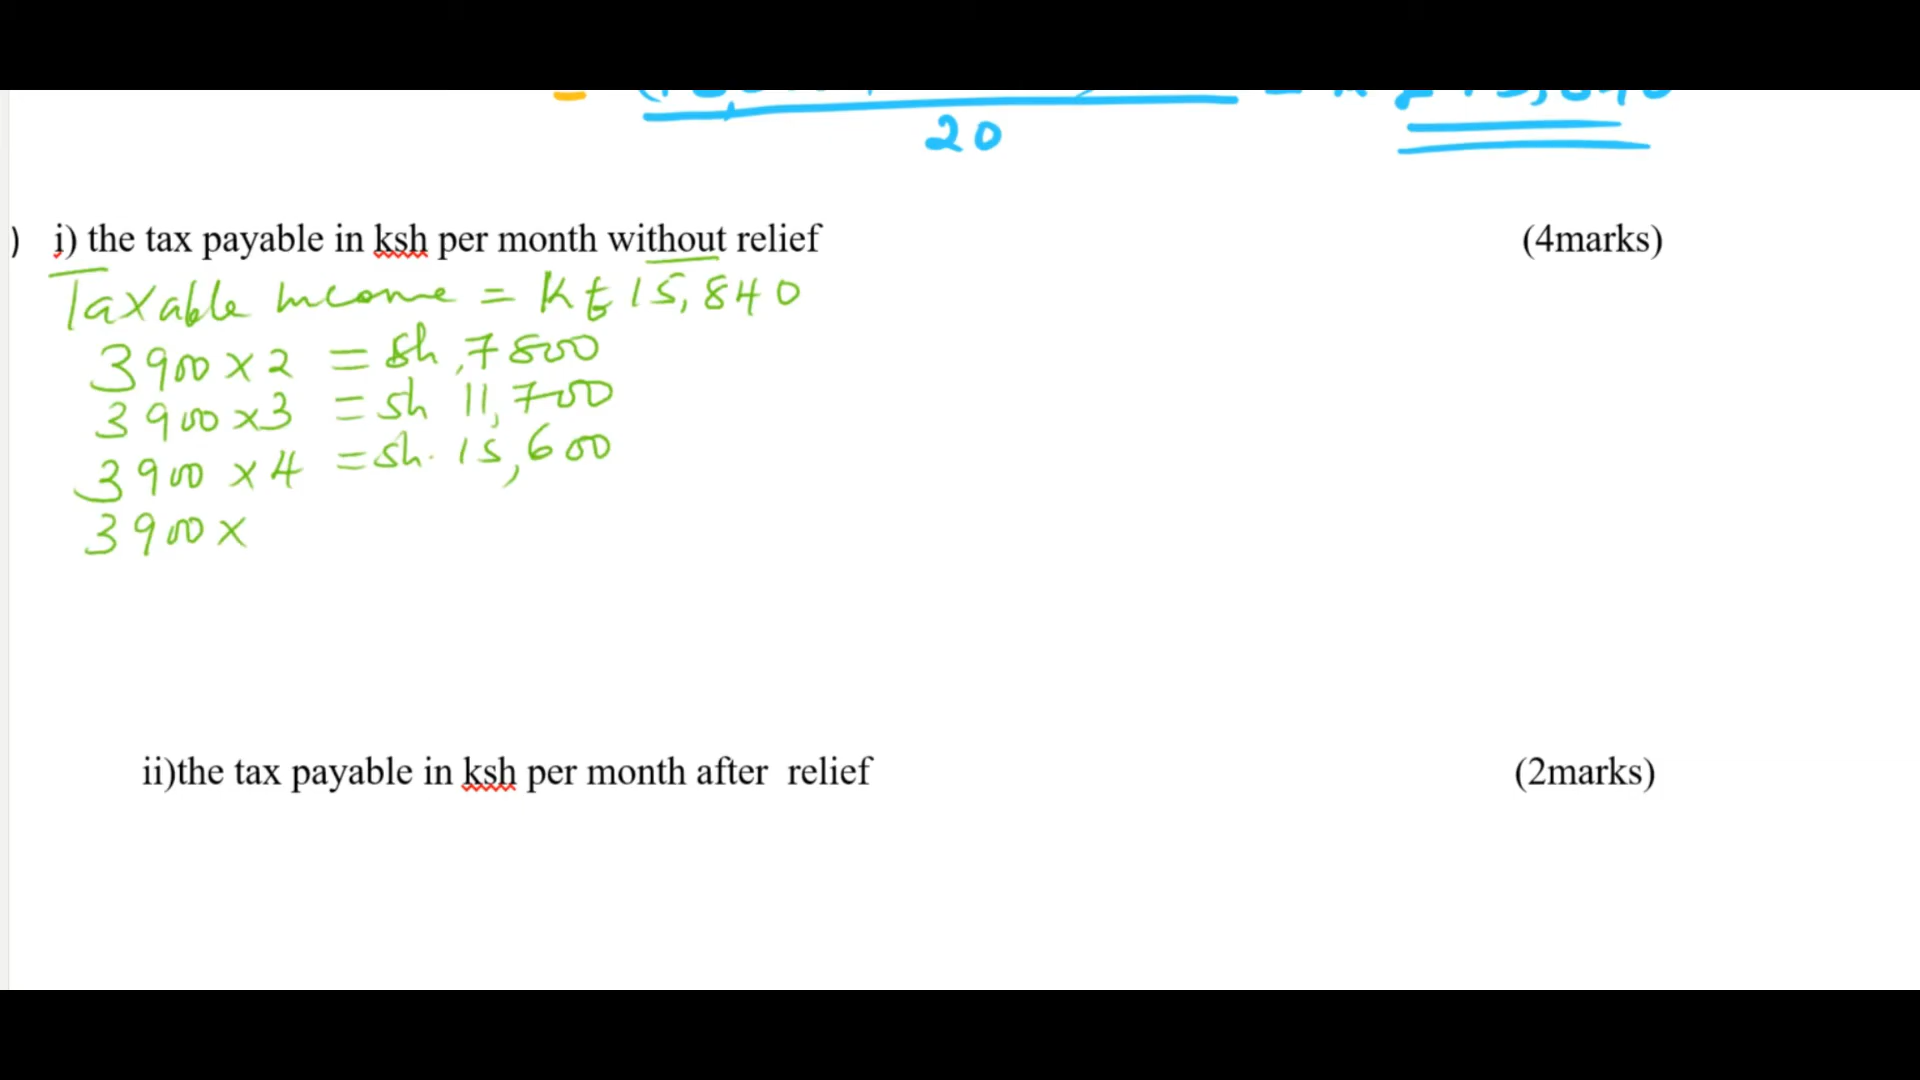 20
) i) the tax payable in ksh per month without relief (4marks)
Taxable Income = K£15,840
3900 x 2 = sh,7800
3900 x3 = sh 11,700
3900 x 4 = sh. 15,600
3900 x
ii)the tax payable in ksh per month after relief (2marks)